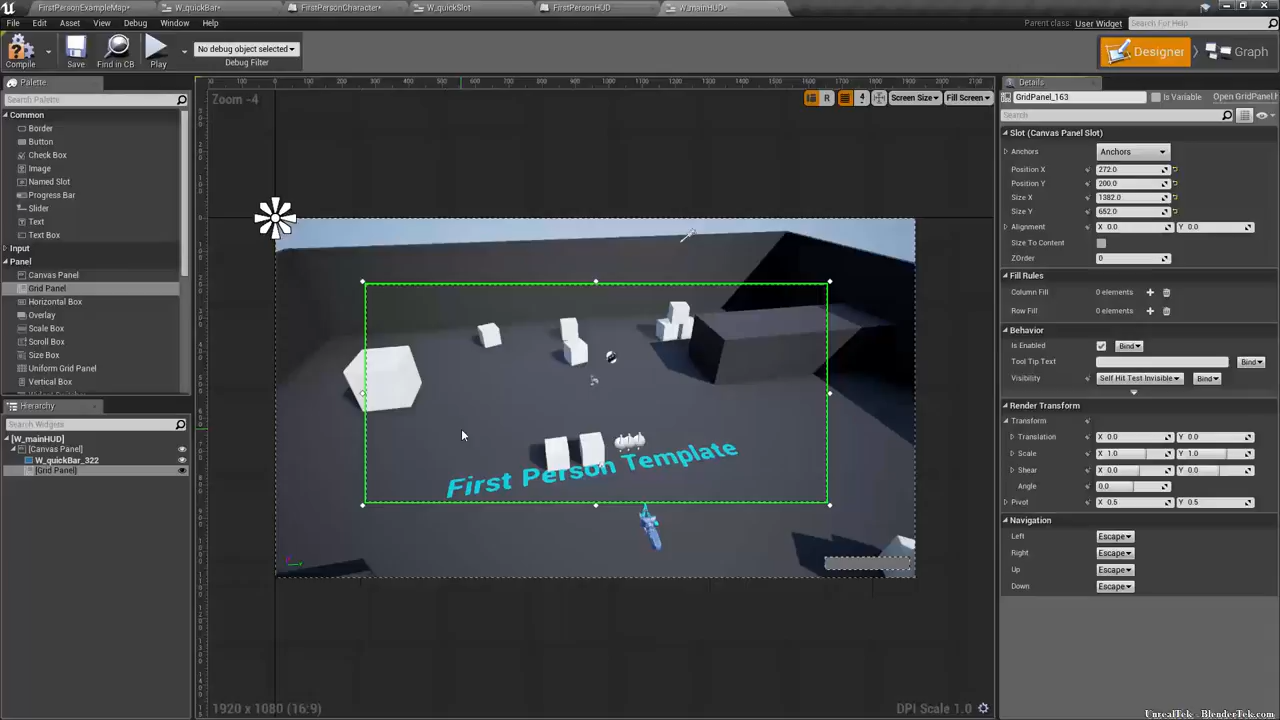 FirstPersonExampleMap*
W_quickBar*
FirstPersonCharacter*
W_quickSlot
FirstPersonHUD
W_mainHUD*
File
Edit
Asset
View
Debug
Window
Help
Parent class: User Widget
Search For Help
Compile
Save
Find in CB
Play
No debug object selected
Debug Filter
Designer
Graph
Palette
Search Palette
Common
Border
Button
Check Box
Image
Named Slot
Progress Bar
Slider
Text
Text Box
Input
Panel
Canvas Panel
Grid Panel
Horizontal Box
Overlay
Scale Box
Scroll Box
Size Box
Uniform Grid Panel
Vertical Box
Hierarchy
Search Widgets
[W_mainHUD]
[Canvas Panel]
W_quickBar_322
[Grid Panel]
Zoom -4
R
4
Screen Size
Fill Screen
First Person Template
1920 x 1080 (16:9)
DPI Scale 1.0
Details
GridPanel_163
Is Variable
Open GridPanel.h
Search
Slot (Canvas Panel Slot)
Anchors
Anchors
Position X
272.0
Position Y
200.0
Size X
1382.0
Size Y
652.0
Alignment
X 0.0
Y 0.0
Size To Content
ZOrder
0
Fill Rules
Column Fill
0 elements
Row Fill
0 elements
Behavior
Is Enabled
Bind
Tool Tip Text
Bind
Visibility
Self Hit Test Invisible
Bind
Render Transform
Transform
Translation
X 0.0
Y 0.0
Scale
X 1.0
Y 1.0
Shear
X 0.0
Y 0.0
Angle
0.0
Pivot
X 0.5
Y 0.5
Navigation
Left
Escape
Right
Escape
Up
Escape
Down
Escape
UnrealTek - BlenderTek.com